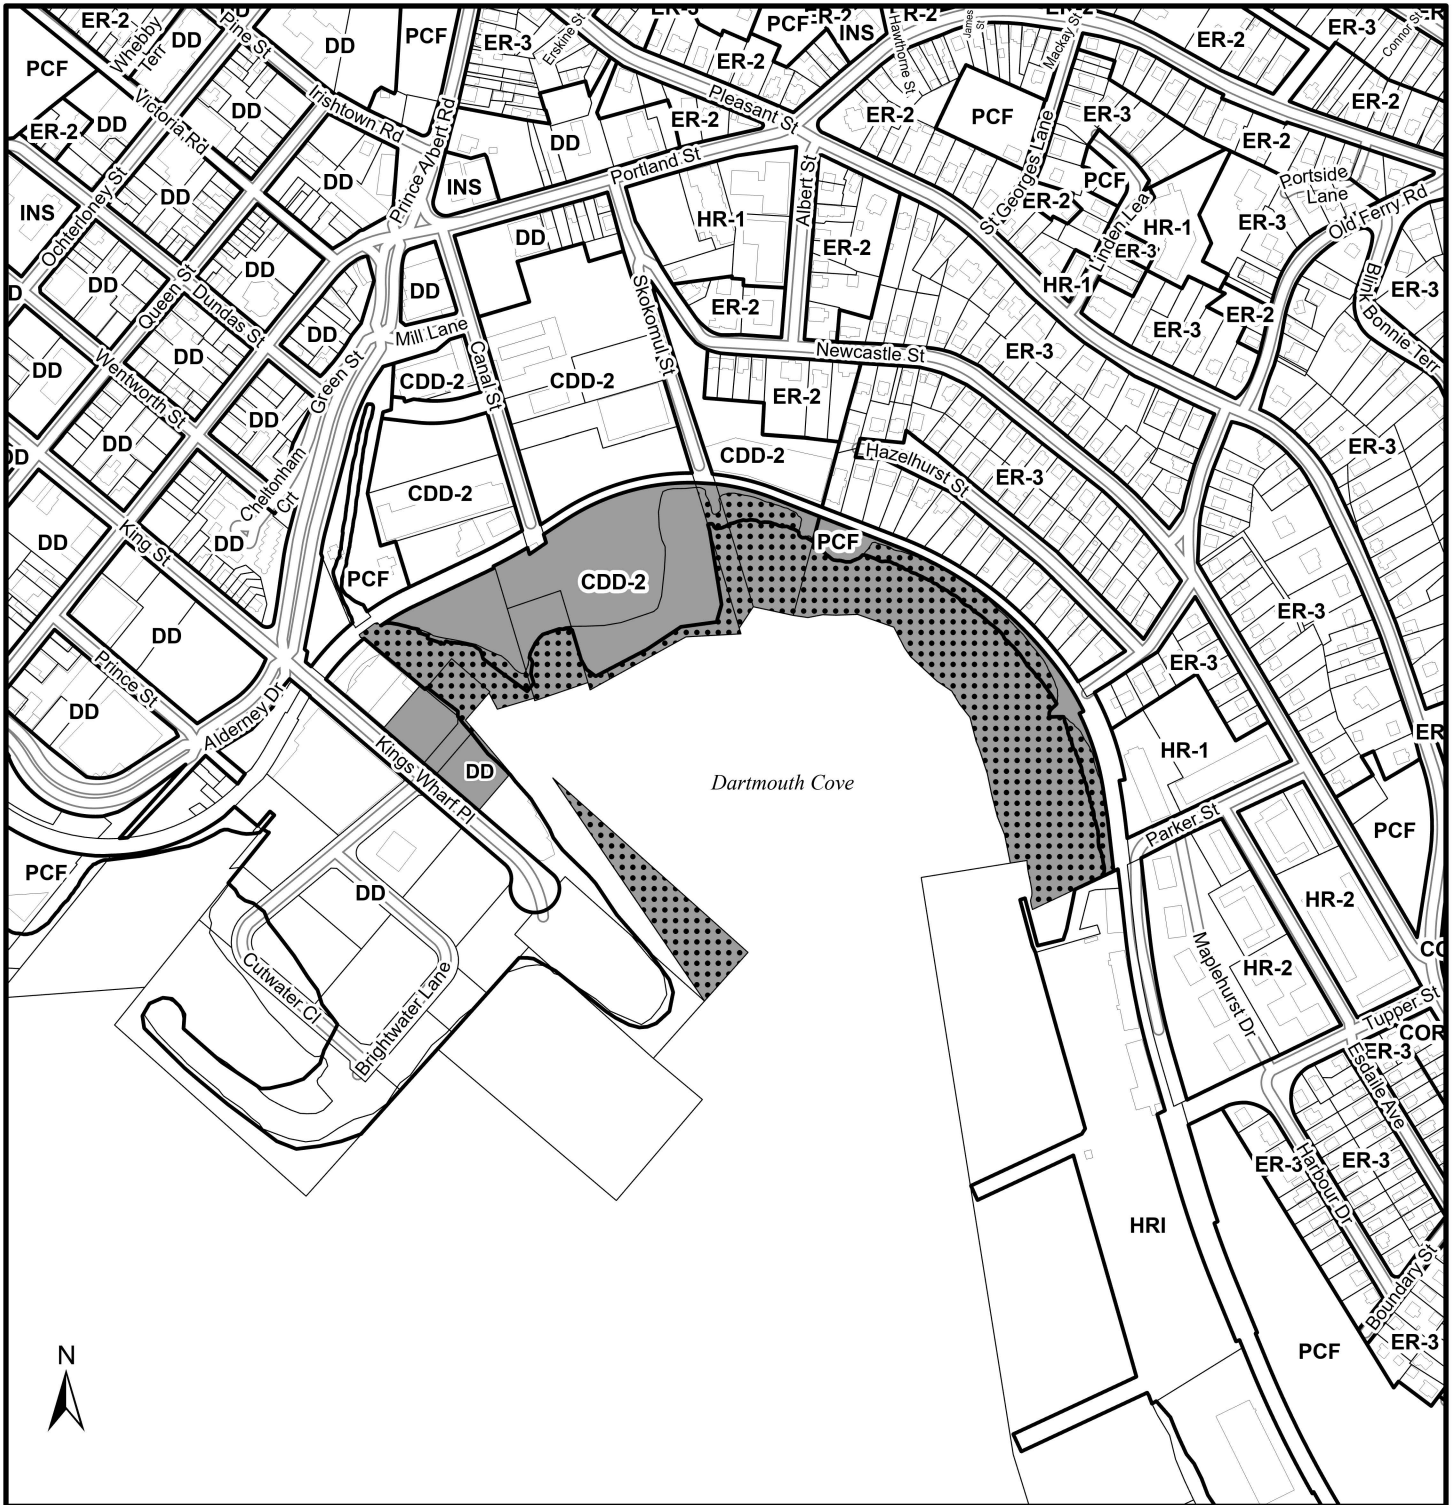 ER-2
Whebby
Terr
DD
Pine St
DD
PCF
ER-3
Erskine St
ER-3
PCF
ER-2
INS
R-2
Hawthorne St
James
St
Mackay St
ER-2
ER-2
ER-3
Connor St
ER-2
PCF
Victoria Rd
DD
Irishtown Rd
Prince Albert Rd
ER-2
Pleasant St
ER-2
ER-2
PCF
ER-3
ER-2
ER-2
DD
DD
Ochterloney St
DD
DD
INS
Portland St
St Georges Lane
PCF
ER-2
Portside
Lane
Old Ferry Rd
INS
DD
HR-1
Albert St
ER-2
Linden Lea
HR-1
ER-3
ER-3
DD
Queen St
DD
Dundas St
DD
DD
Skokomul St
ER-2
HR-1
ER-3
ER-2
Blink Bonnie Terr
ER-3
DD
DD
Green St
Mill Lane
Canal St
CDD-2
CDD-2
Newcastle St
ER-3
Wentworth St
DD
DD
ER-2
CDD-2
Hazelhurst St
ER-3
ER-3
DD
Cheltonham
Crt
CDD-2
DD
King St
DD
PCF
CDD-2
PCF
ER-3
DD
Prince St
DD
Alderney Dr
Kings Wharf Pl
DD
Dartmouth Cove
ER-3
HR-1
ER
Parker St
PCF
PCF
DD
HR-2
Cutwater Cl
Brightwater Lane
Maplehurst Dr
HR-2
Tupper St
COR
ER-3
Esdaile Ave
ER-3
ER-3
Harbour Dr
HRI
Boundary St
ER-3
PCF
N